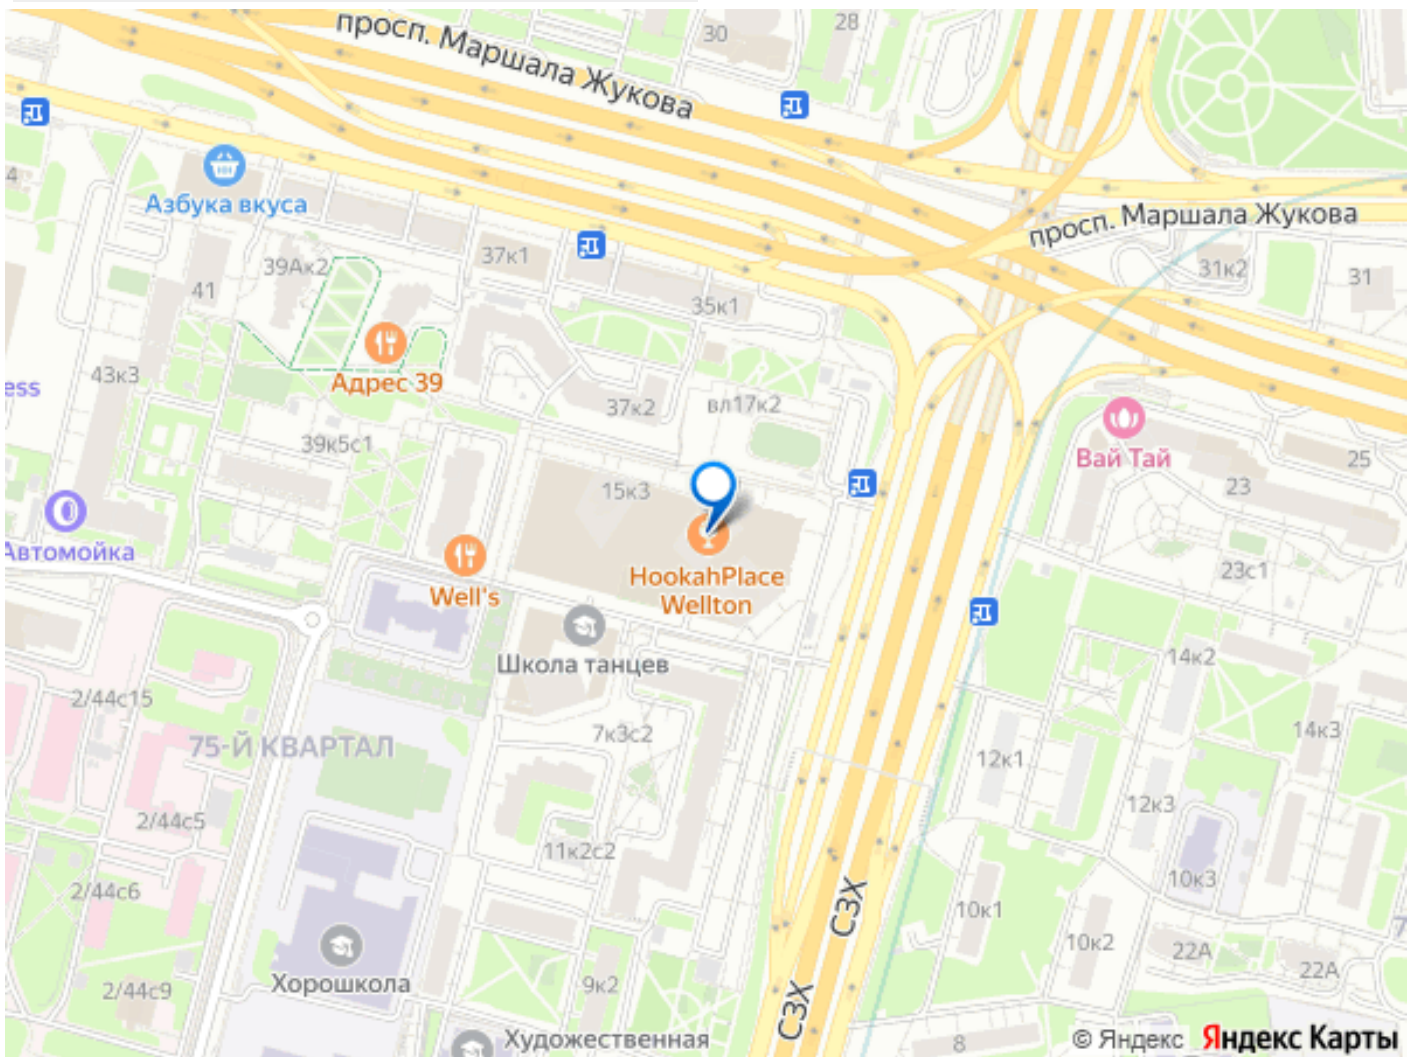 просп. Маршала Жукова
30
28
4
Азбука вкуса
просп. Маршала Жукова
39Ак2
37к1
41
31к2
31
35к1
43к3
ess
Адрес 39
37к2
вл17к2
39к5с1
Вай Тай
25
23
15к3
Автомойка
HookahPlace
Wellton
Well's
23с1
Школа танцев
14к2
2/44с15
75-Й КВАРТАЛ
7к3с2
14к3
12к1
12к3
2/44с5
11к2с2
2/44с6
10к3
СЗХ
10к1
10к2
22А
22А
7
Хорошкола
9к2
2/44с9
СЗХ
Художественная
8
© Яндекс Яндекс Карты